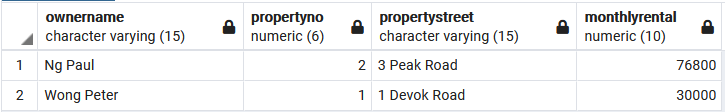 ownername propertyno propertystreet monthlyrental
character varying (15) numeric (6) character varying (15) numeric (10)
1 Ng Paul 2 3 Peak Road 76800
2 Wong Peter 1 1 Devok Road 30000